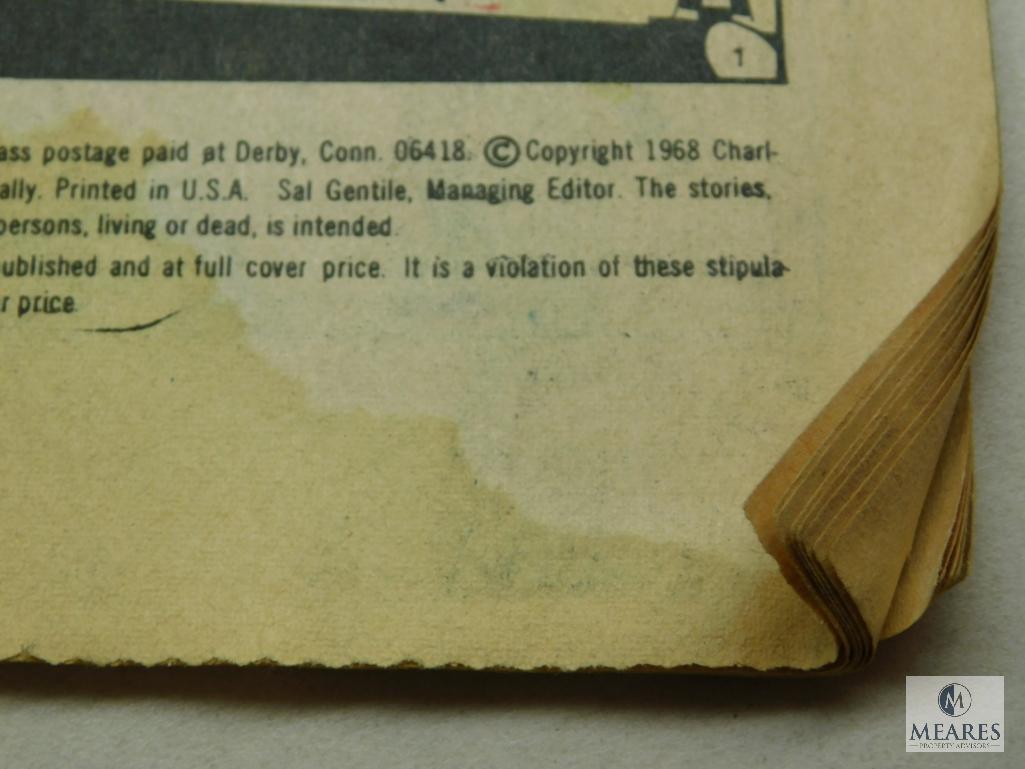 1
ass postage paid at Derby, Conn. 06418. © Copyright 1968 Charl-
ally. Printed in U.S.A. Sal Gentile, Managing Editor. The stories,
persons, living or dead, is intended.
ublished and at full cover price. It is a violation of these stipula-
r price.
M
MEARES
PROPERTY ADVISORS